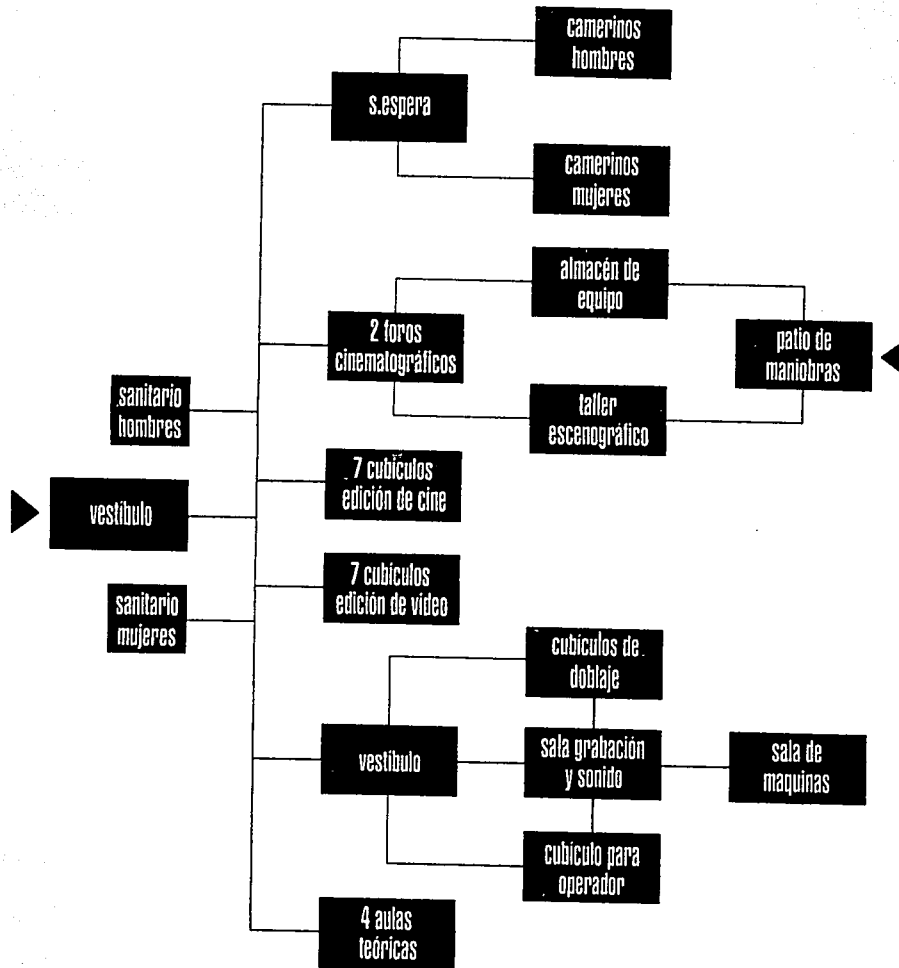 camerinos
hombres
s.espera
camerinos
mujeres
almacén de
equipo
2 foros
cinematográficos
patio de
maniobras
taller
escenográfico
sanitario
hombres
7 cubículos
edición de cine
vestíbulo
7 cubículos
edición de vídeo
sanitario
mujeres
cubículos de
doblaje
vestíbulo
sala grabación
y sonido
sala de
maquinas
cubículo para
operador
4 aulas
teóricas